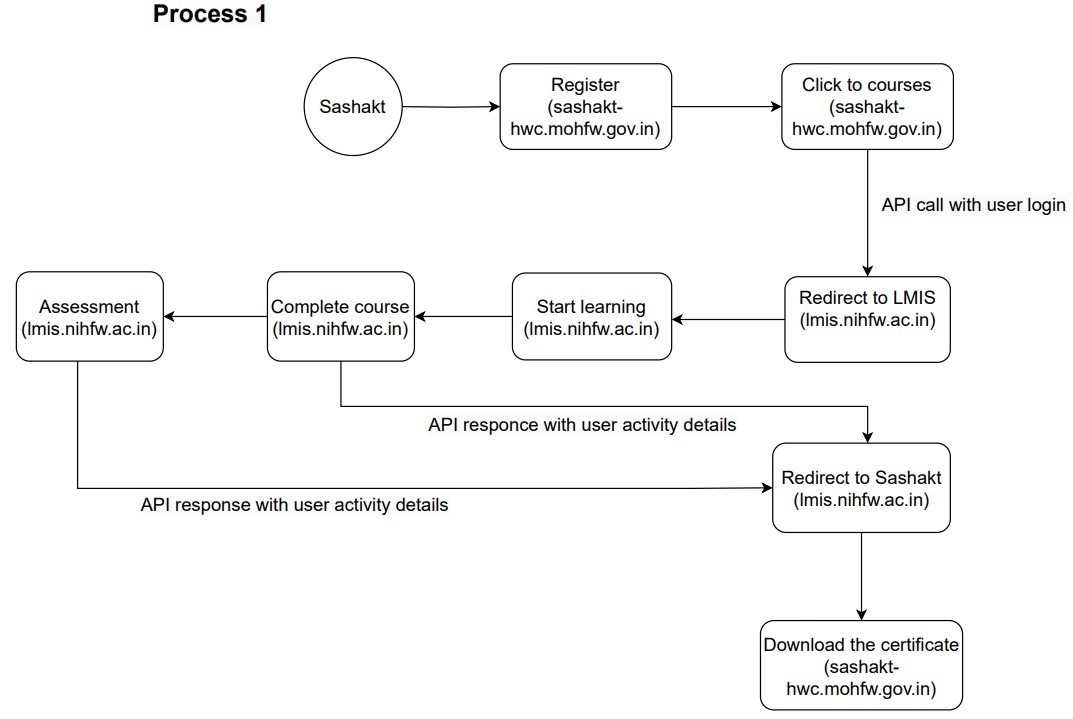 Process 1
Sashakt
Register
(sashakt-
hwc.mohfw.gov.in)
Click to courses
(sashakt-
hwc.mohfw.gov.in)
API call with user login
Assessment
(lmis.nihfw.ac.in)
Complete course
(lmis.nihfw.ac.in)
Start learning
(lmis.nihfw.ac.in)
Redirect to LMIS
(lmis.nihfw.ac.in)
API responce with user activity details
Redirect to Sashakt
(lmis.nihfw.ac.in)
API response with user activity details
Download the certificate
(sashakt-
hwc.mohfw.gov.in)